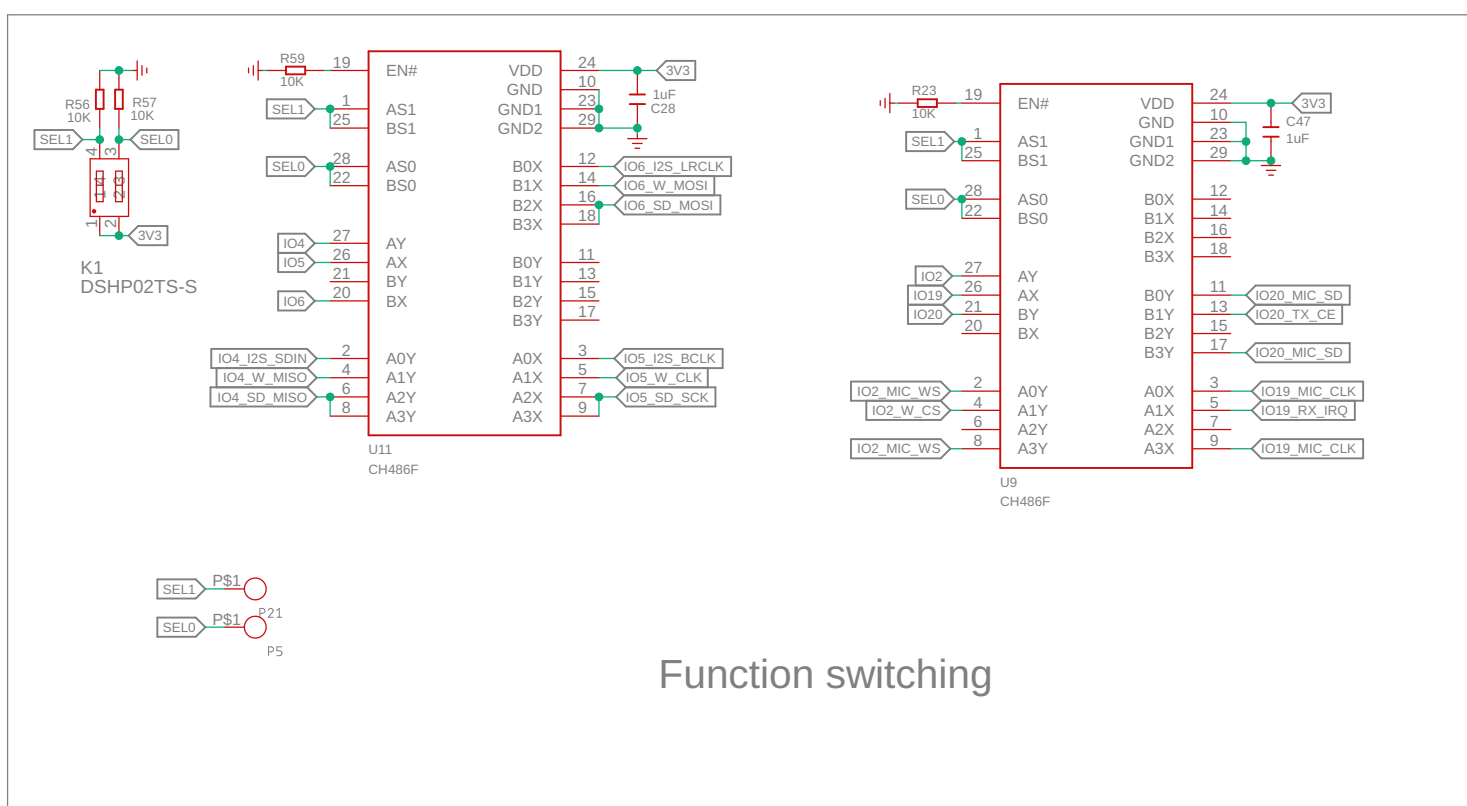 R56
10K
R57
10K
SEL1
SEL0
4
3
1
4
2
3
1
2
3V3
K1
DSHP02TS-S
R59
10K
19
EN#
SEL1
1
AS1
25
BS1
SEL0
28
AS0
22
BS0
IO4
27
AY
IO5
26
AX
21
BY
IO6
20
BX
IO4_I2S_SDIN
2
A0Y
IO4_W_MISO
4
A1Y
IO4_SD_MISO
6
A2Y
8
A3Y
VDD
24
3V3
GND
10
GND1
23
GND2
29
1uF
C28
B0X
12
IO6_I2S_LRCLK
B1X
14
IO6_W_MOSI
B2X
16
IO6_SD_MOSI
B3X
18
B0Y
11
B1Y
13
B2Y
15
B3Y
17
A0X
3
IO5_I2S_BCLK
A1X
5
IO5_W_CLK
A2X
7
IO5_SD_SCK
A3X
9
U11
CH486F
R23
10K
19
EN#
SEL1
1
AS1
25
BS1
SEL0
28
AS0
22
BS0
IO2
27
AY
IO19
26
AX
IO20
21
BY
20
BX
IO2_MIC_WS
2
A0Y
IO2_W_CS
4
A1Y
6
A2Y
IO2_MIC_WS
8
A3Y
VDD
24
3V3
GND
10
GND1
23
GND2
29
C47
1uF
B0X
12
B1X
14
B2X
16
B3X
18
B0Y
11
IO20_MIC_SD
B1Y
13
IO20_TX_CE
B2Y
15
B3Y
17
IO20_MIC_SD
A0X
3
IO19_MIC_CLK
A1X
5
IO19_RX_IRQ
A2X
7
A3X
9
IO19_MIC_CLK
U9
CH486F
SEL1
P$1
P21
SEL0
P$1
P5
Function switching